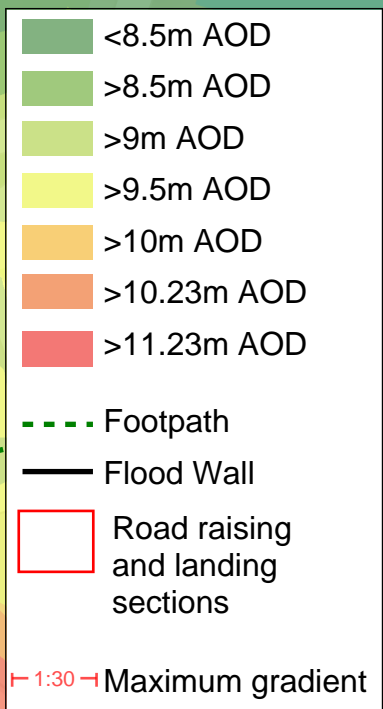 <8.5m AOD
>8.5m AOD
>9m AOD
>9.5m AOD
>10m AOD
>10.23m AOD
>11.23m AOD
Footpath
Flood Wall
Road raising
and landing
sections
1:30 Maximum gradient